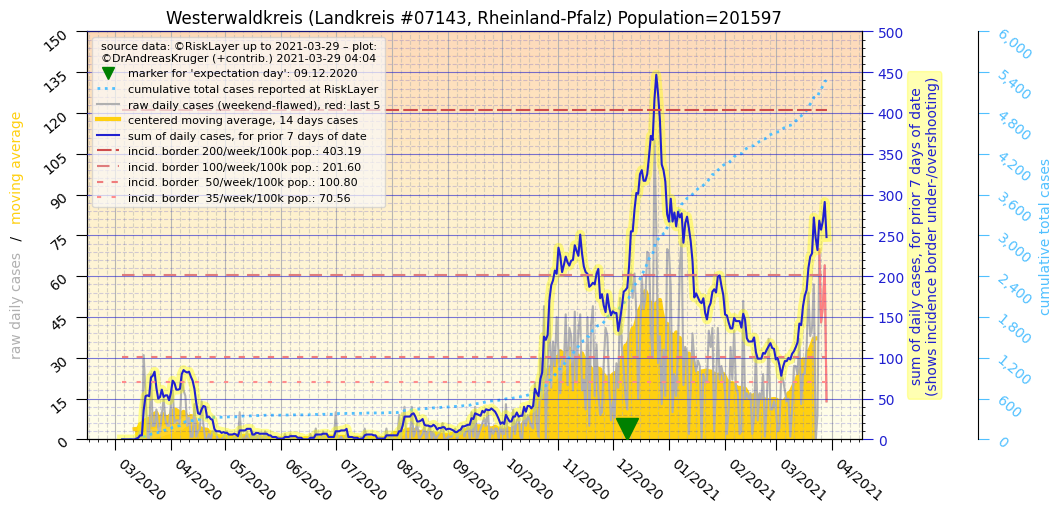 Westerwaldkreis (Landkreis #07143, Rheinland-Pfalz) Population=201597
source data: ©RiskLayer up to 2021-03-29 – plot:
©DrAndreasKruger (+contrib.) 2021-03-29 04:04
marker for 'expectation day': 09.12.2020
cumulative total cases reported at RiskLayer
raw daily cases (weekend-flawed), red: last 5
centered moving average, 14 days cases
sum of daily cases, for prior 7 days of date
incid. border 200/week/100k pop.: 403.19
incid. border 100/week/100k pop.: 201.60
incid. border  50/week/100k pop.: 100.80
incid. border  35/week/100k pop.: 70.56
raw daily cases  /  moving average
150
135
120
105
90
75
60
45
30
15
0
03/2020
04/2020
05/2020
06/2020
07/2020
08/2020
09/2020
10/2020
11/2020
12/2020
01/2021
02/2021
03/2021
04/2021
500
450
400
350
300
250
200
150
100
50
0
sum of daily cases, for prior 7 days of date
(shows incidence border under-/overshooting)
6,000
5,400
4,800
4,200
3,600
3,000
2,400
1,800
1,200
600
0
cumulative total cases